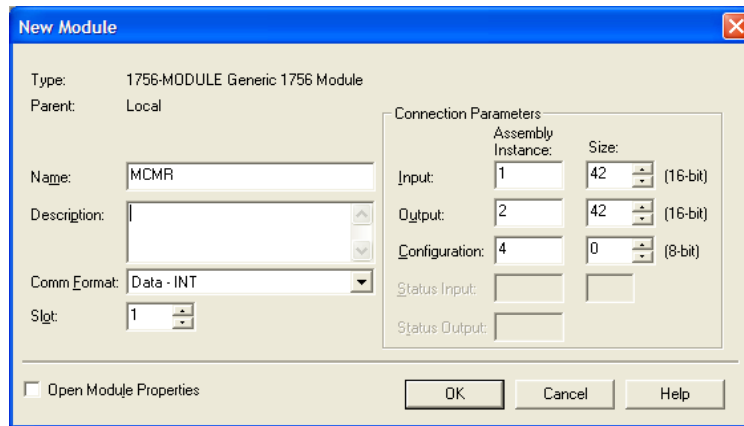 New Module
Type: 1756-MODULE Generic 1756 Module
Parent: Local
Connection Parameters
Assembly Instance: Size:
Name: MCMR
Input: 1 42 (16-bit)
Description:
Output: 2 42 (16-bit)
Configuration: 4 0 (8-bit)
Comm Format: Data - INT
Status Input:
Slot: 1
Status Output:
Open Module Properties
OK Cancel Help